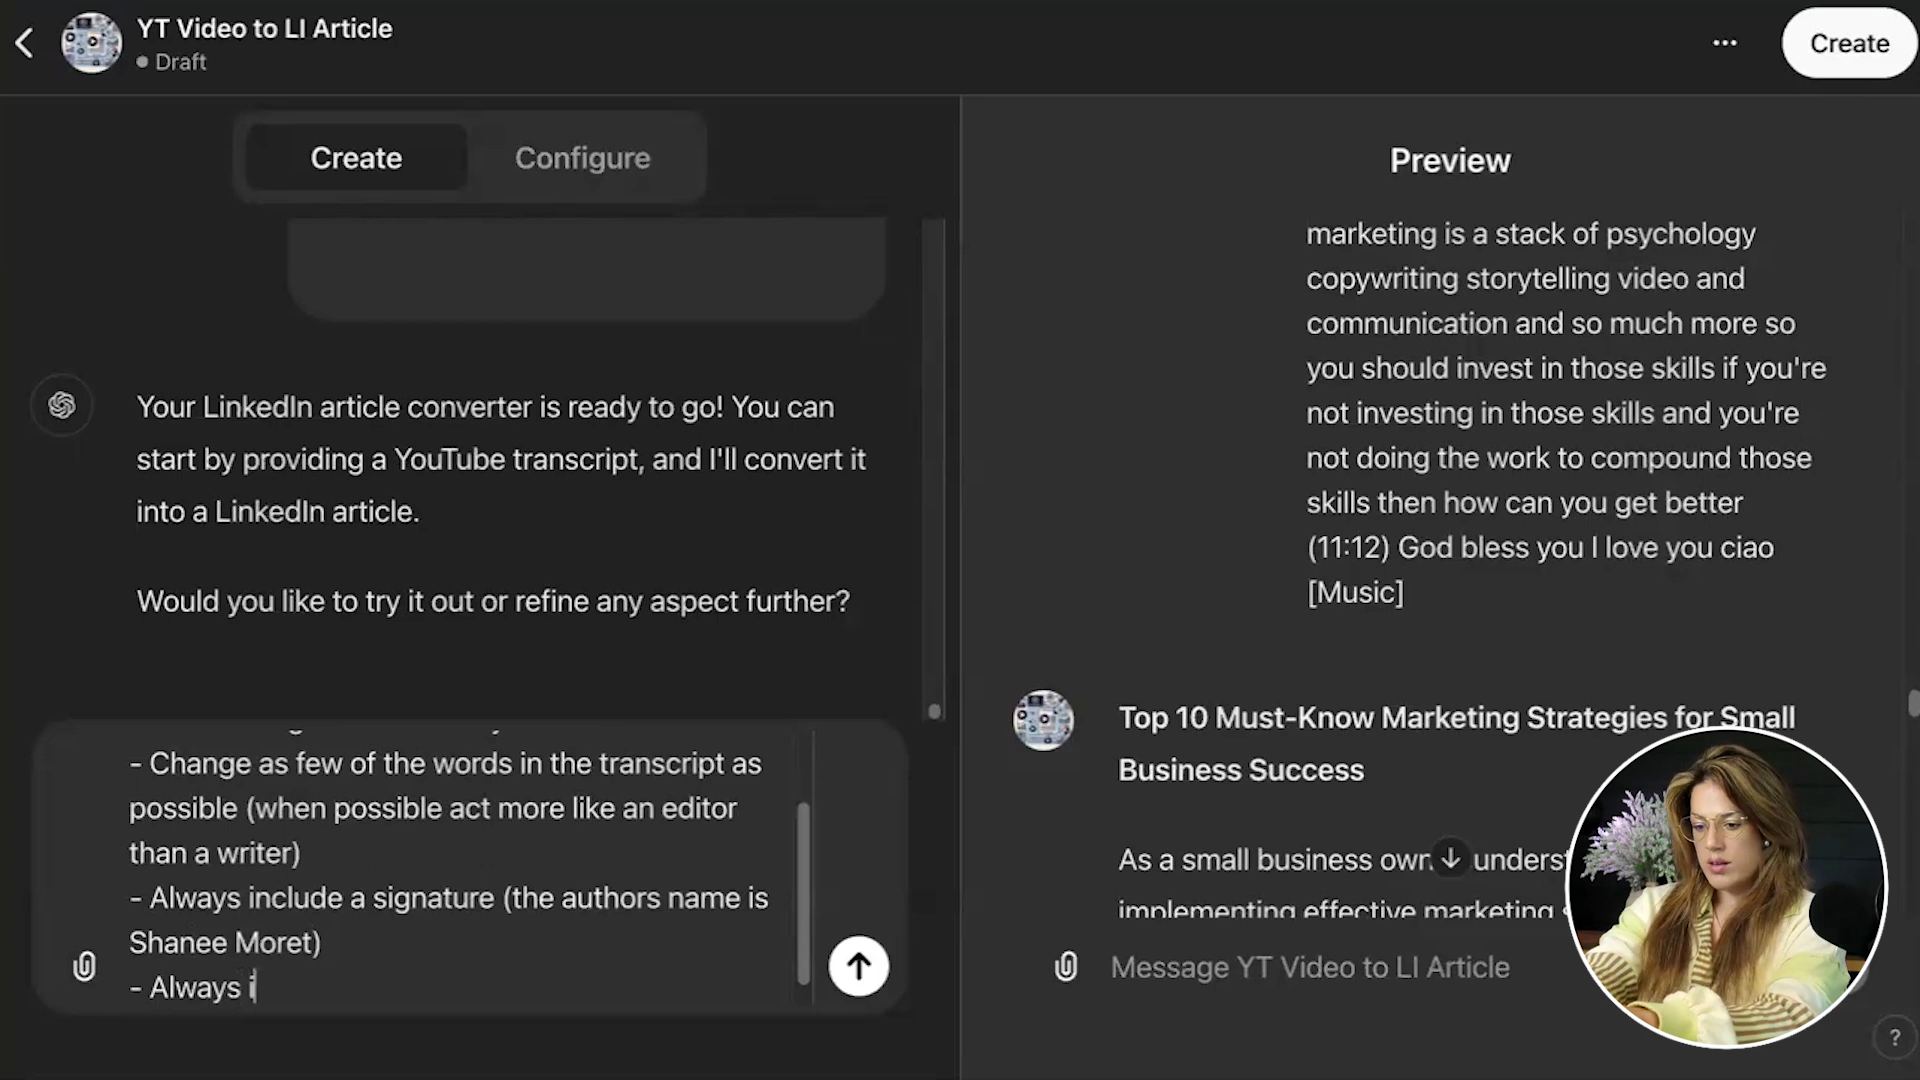 YT Video to LI Article
Draft
Create
Create
Configure
Your LinkedIn article converter is ready to go! You can
start by providing a YouTube transcript, and I'll convert it
into a LinkedIn article.
Would you like to try it out or refine any aspect further?
- Change as few of the words in the transcript as
possible (when possible act more like an editor
than a writer)
- Always include a signature (the authors name is
Shanee Moret)
- Always i
Preview
marketing is a stack of psychology
copywriting storytelling video and
communication and so much more so
you should invest in those skills if you're
not investing in those skills and you're
not doing the work to compound those
skills then how can you get better
(11:12) God bless you I love you ciao
[Music]
Top 10 Must-Know Marketing Strategies for Small
Business Success
As a small business own underst
implementing effective marketing
Message YT Video to LI Article
?